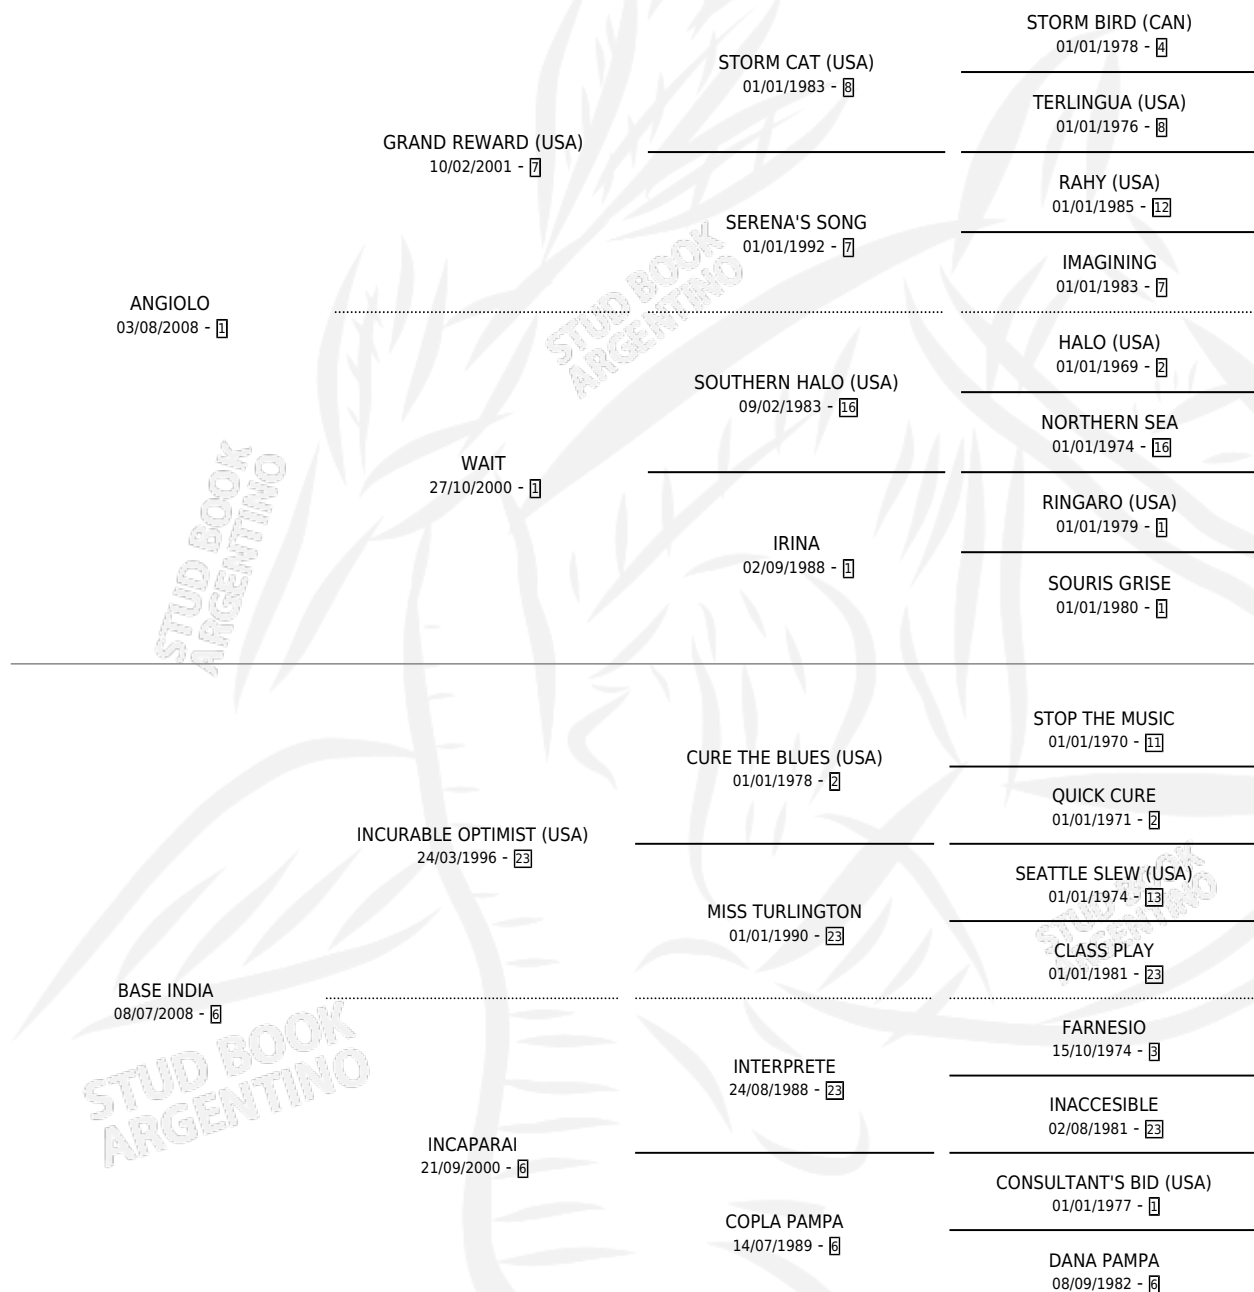 STORM BIRD (CAN)
01/01/1978 - 4
STORM CAT (USA)
01/01/1983 - 8
TERLINGUA (USA)
01/01/1976 - 8
GRAND REWARD (USA)
10/02/2001 - 7
RAHY (USA)
01/01/1985 - 12
SERENA'S SONG
01/01/1992 - 7
IMAGINING
01/01/1983 - 7
ANGIOLO
03/08/2008 - 1
HALO (USA)
01/01/1969 - 2
SOUTHERN HALO (USA)
09/02/1983 - 16
NORTHERN SEA
01/01/1974 - 16
WAIT
27/10/2000 - 1
RINGARO (USA)
01/01/1979 - 1
IRINA
02/09/1988 - 1
SOURIS GRISE
01/01/1980 - 1
STOP THE MUSIC
01/01/1970 - 11
CURE THE BLUES (USA)
01/01/1978 - 2
QUICK CURE
01/01/1971 - 2
INCURABLE OPTIMIST (USA)
24/03/1996 - 23
SEATTLE SLEW (USA)
01/01/1974 - 13
MISS TURLINGTON
01/01/1990 - 23
CLASS PLAY
01/01/1981 - 23
BASE INDIA
08/07/2008 - 6
FARNESIO
15/10/1974 - 3
INTERPRETE
24/08/1988 - 23
INACCESIBLE
02/08/1981 - 23
INCAPARAI
21/09/2000 - 6
CONSULTANT'S BID (USA)
01/01/1977 - 1
COPLA PAMPA
14/07/1989 - 6
DANA PAMPA
08/09/1982 - 6
STUD BOOK
ARGENTINO
STUD BOOK
ARGENTINO
STUD BOOK
ARGENTINO
STUD BOOK
ARGENTINO